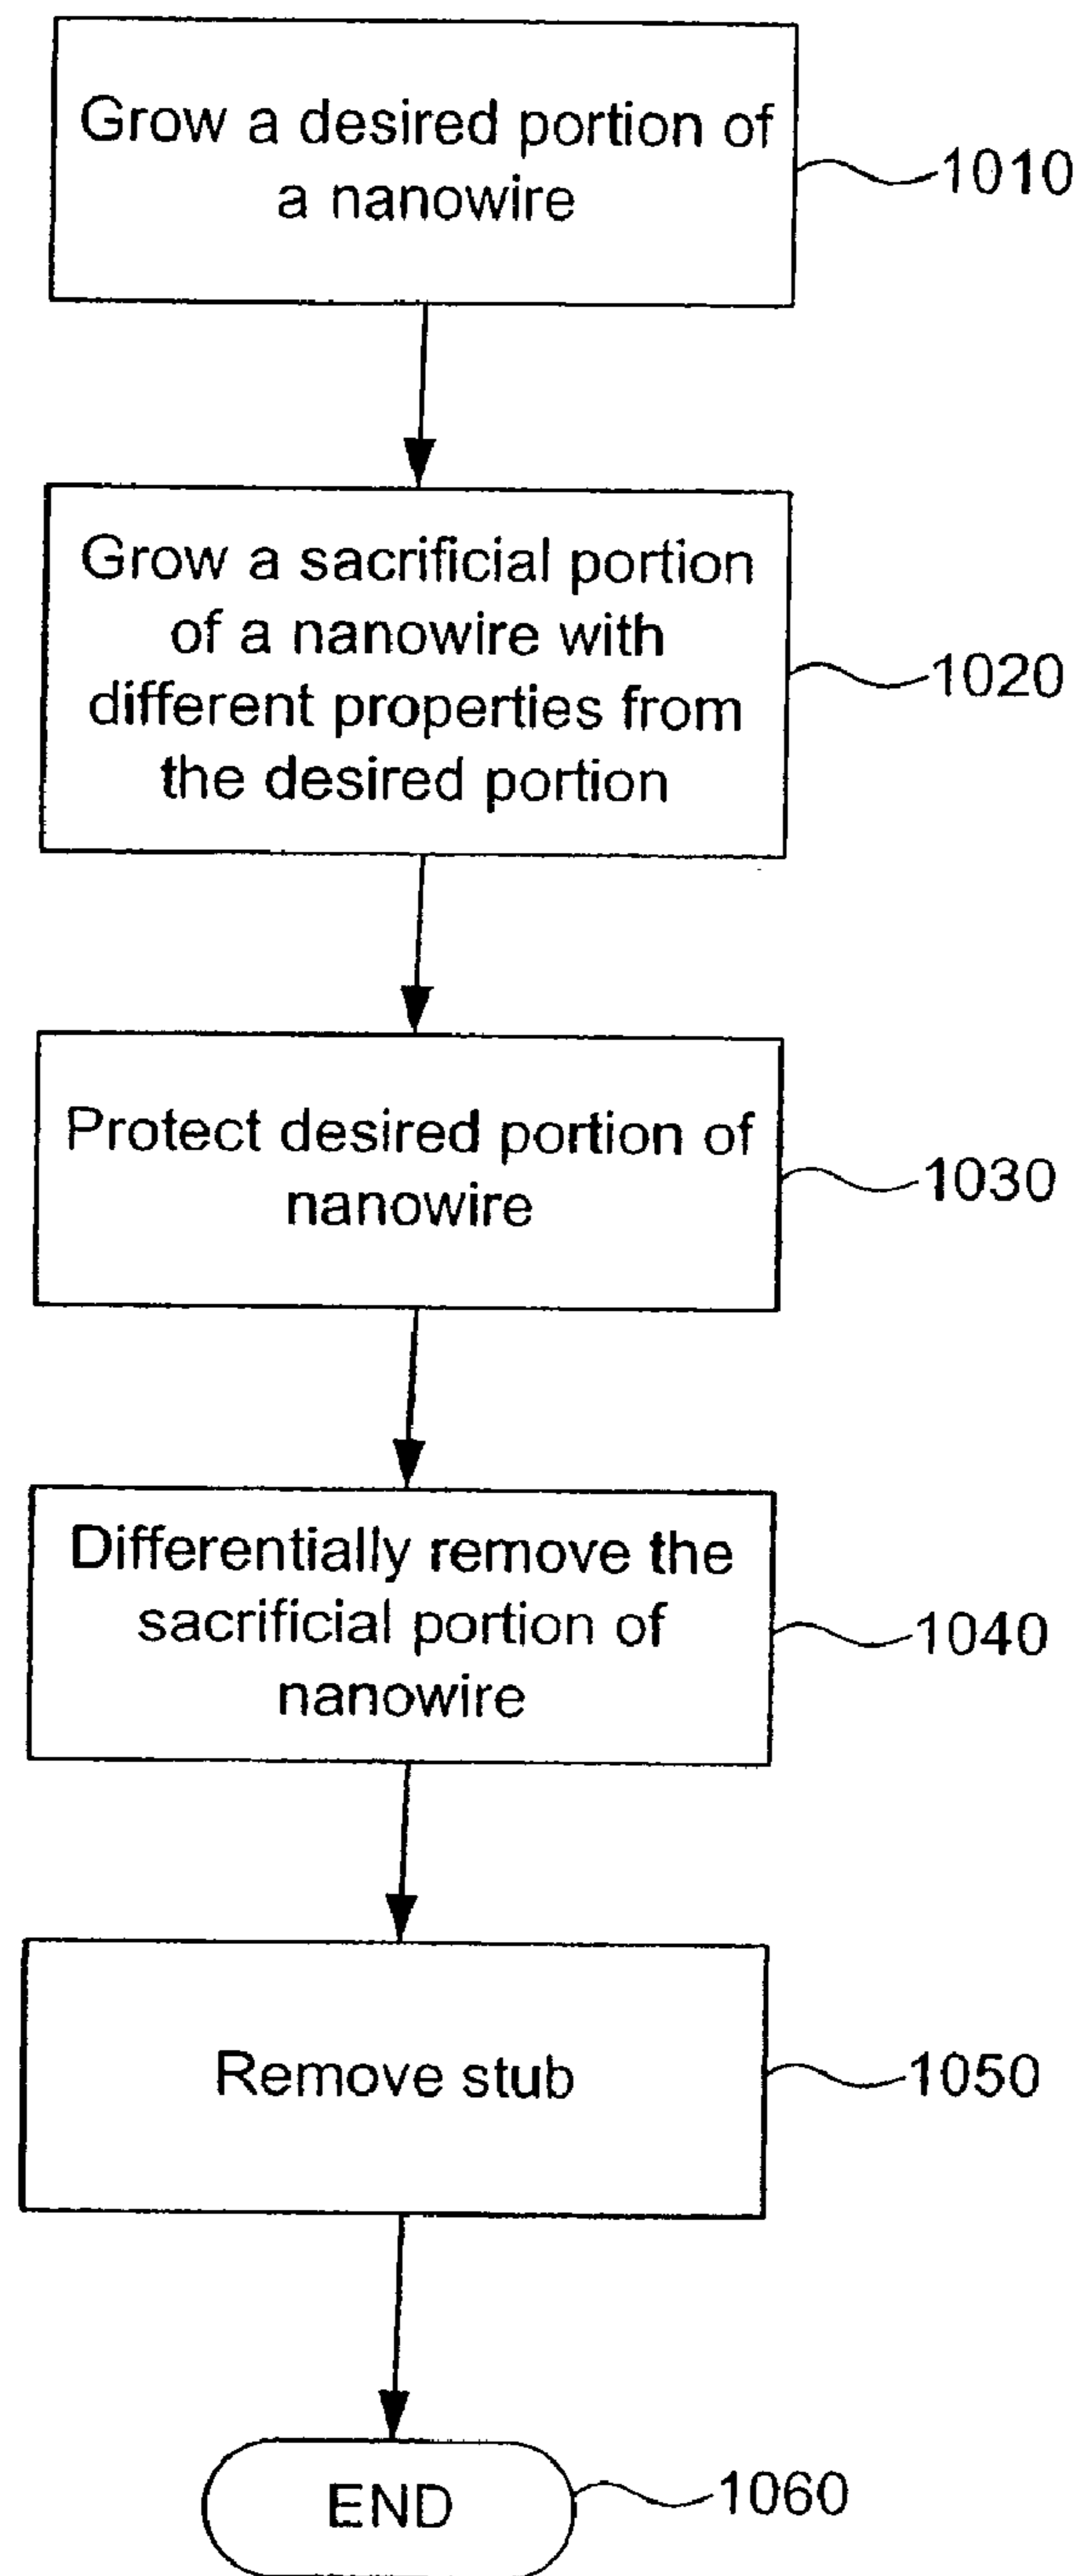 Grow a desired portion of
a nanowire
1010
Grow a sacrificial portion
of a nanowire with
different properties from
the desired portion
1020
Protect desired portion of
nanowire
1030
Differentially remove the
sacrificial portion of
nanowire
1040
Remove stub
1050
END
1060